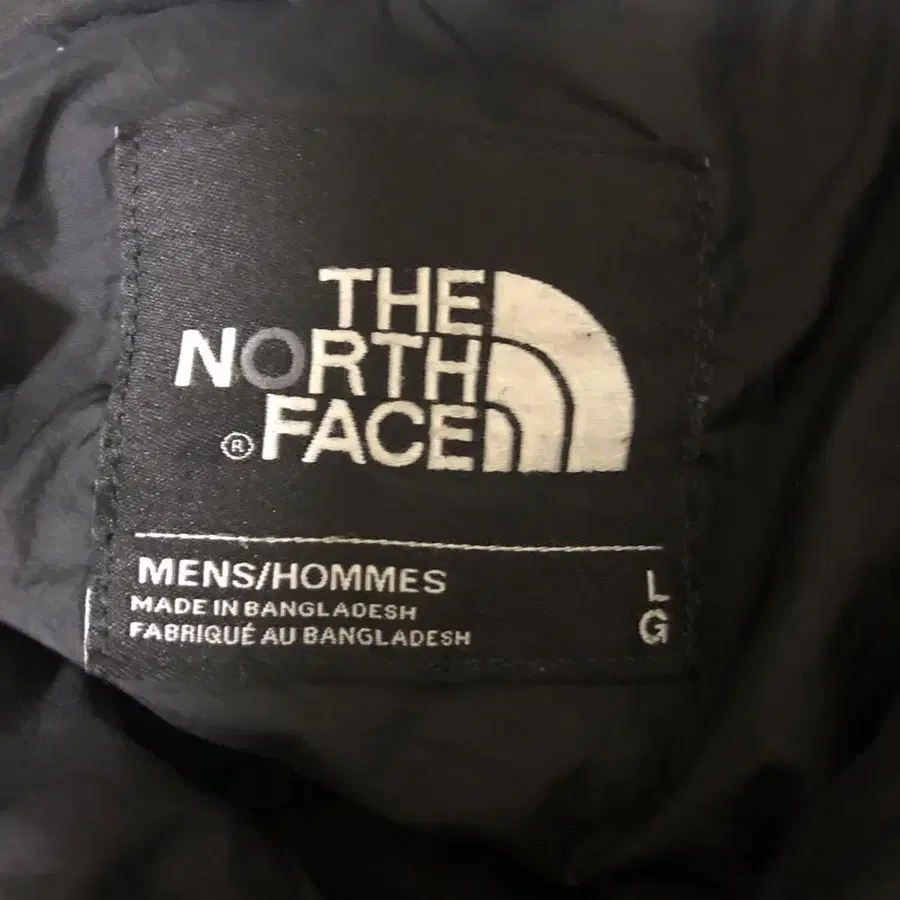 THE
NORTH
® FACE
MENS/HOMMES L
MADE IN BANGLADESH
FABRIQUÉ AU BANGLADESH G